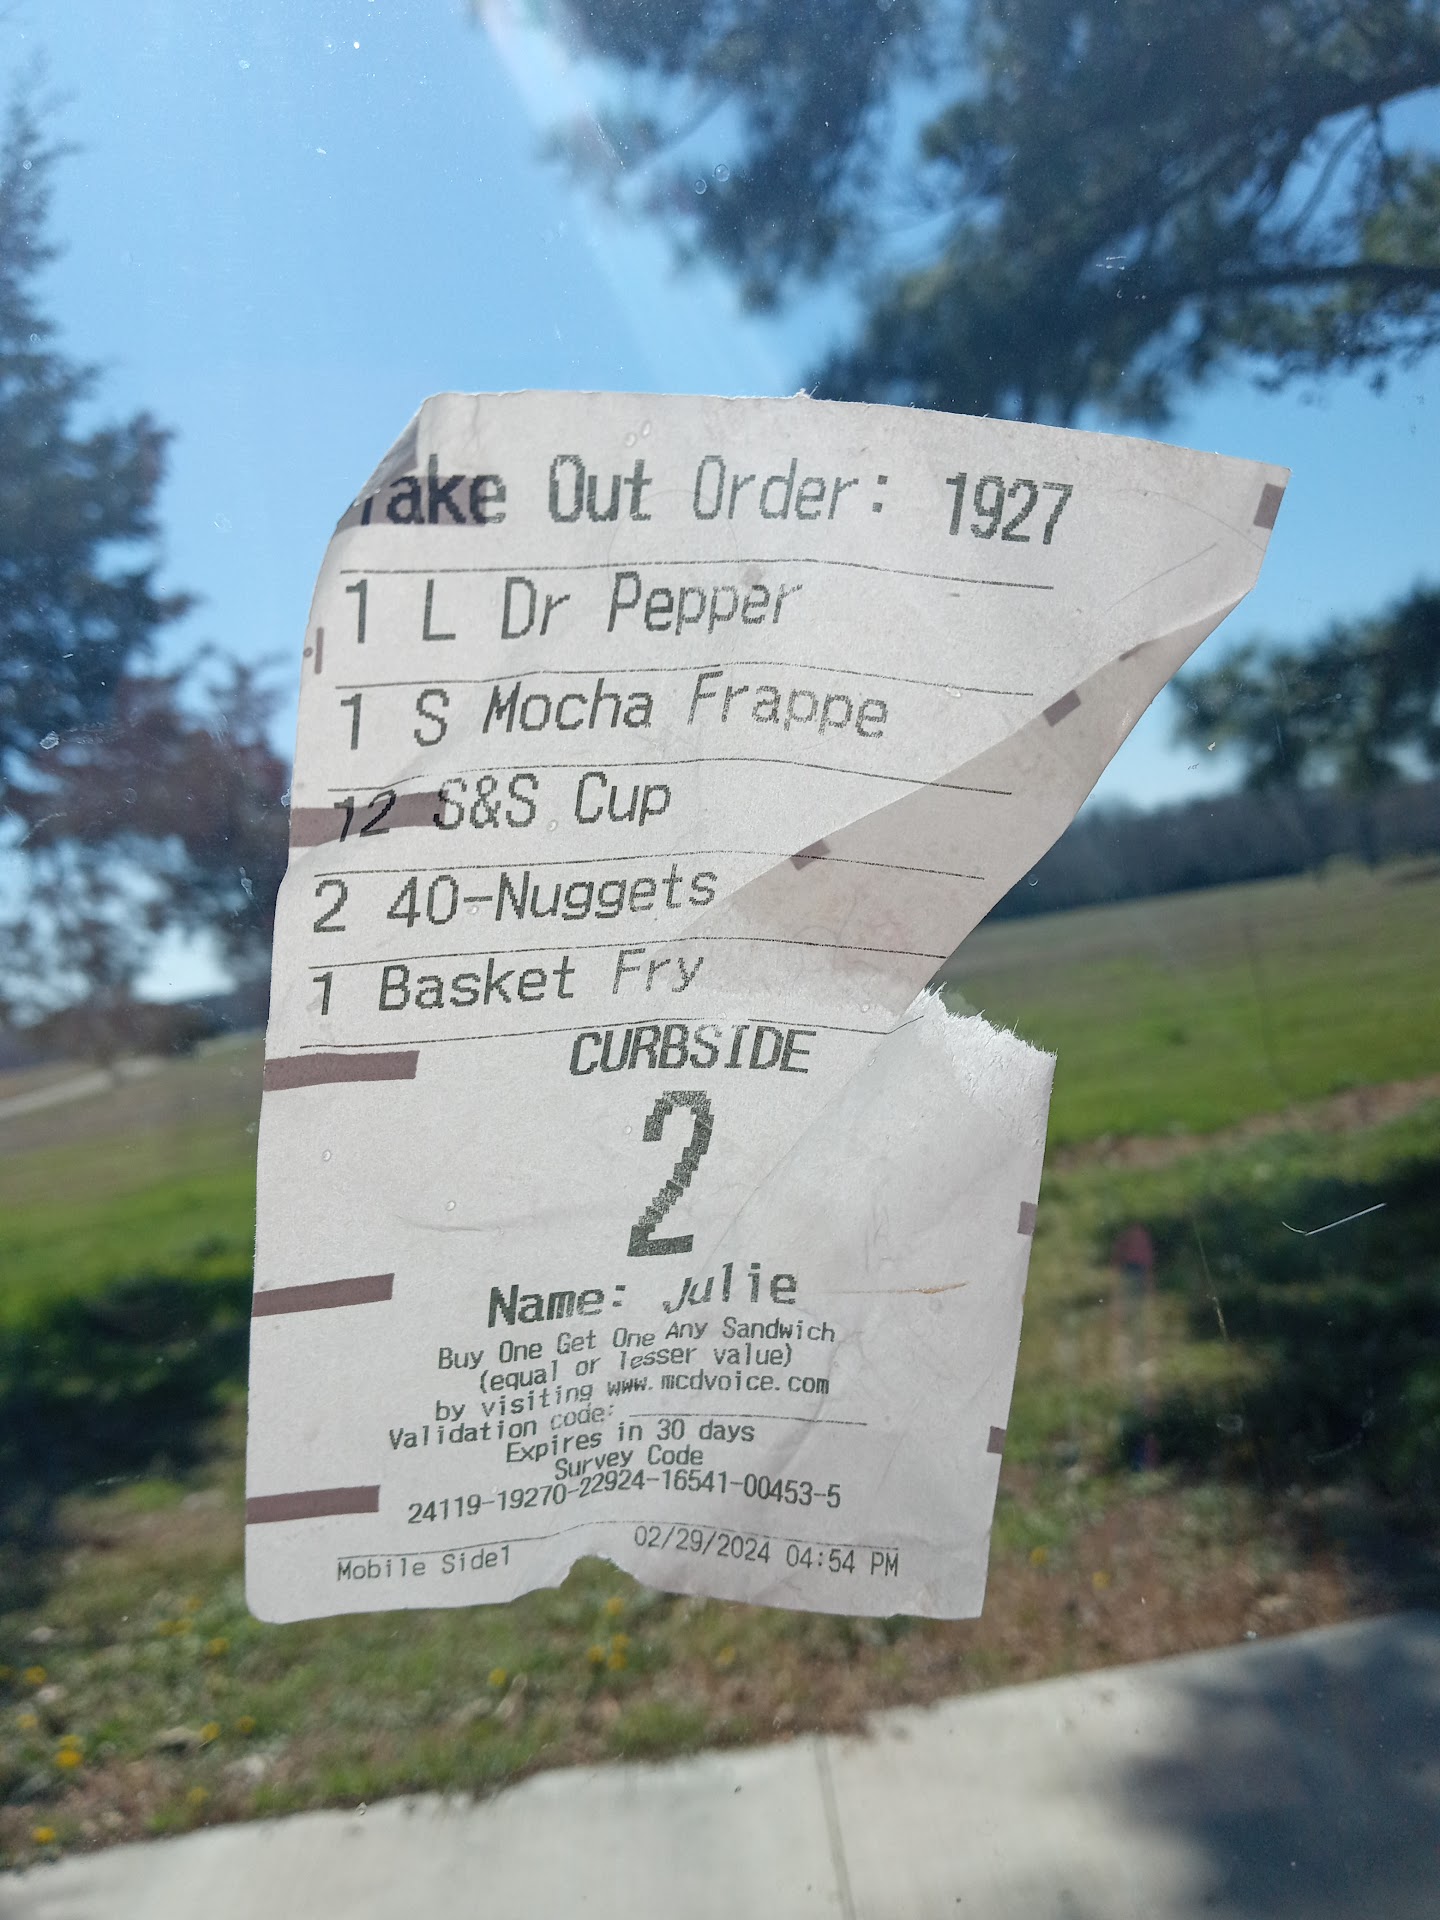 Take Out Order: 1927
1 L Dr Pepper
1 S Mocha Frappe
12 S&S Cup
2 40-Nuggets
1 Basket Fry
CURBSIDE
2
Name: Julie
Buy One Get One Any Sandwich
(equal or lesser value)
by visiting www.mcdvoice.com
Validation code:
Expires in 30 days
Survey Code
24119-19270-22924-16541-00453-5
Mobile Side1 02/29/2024 04:54 PM